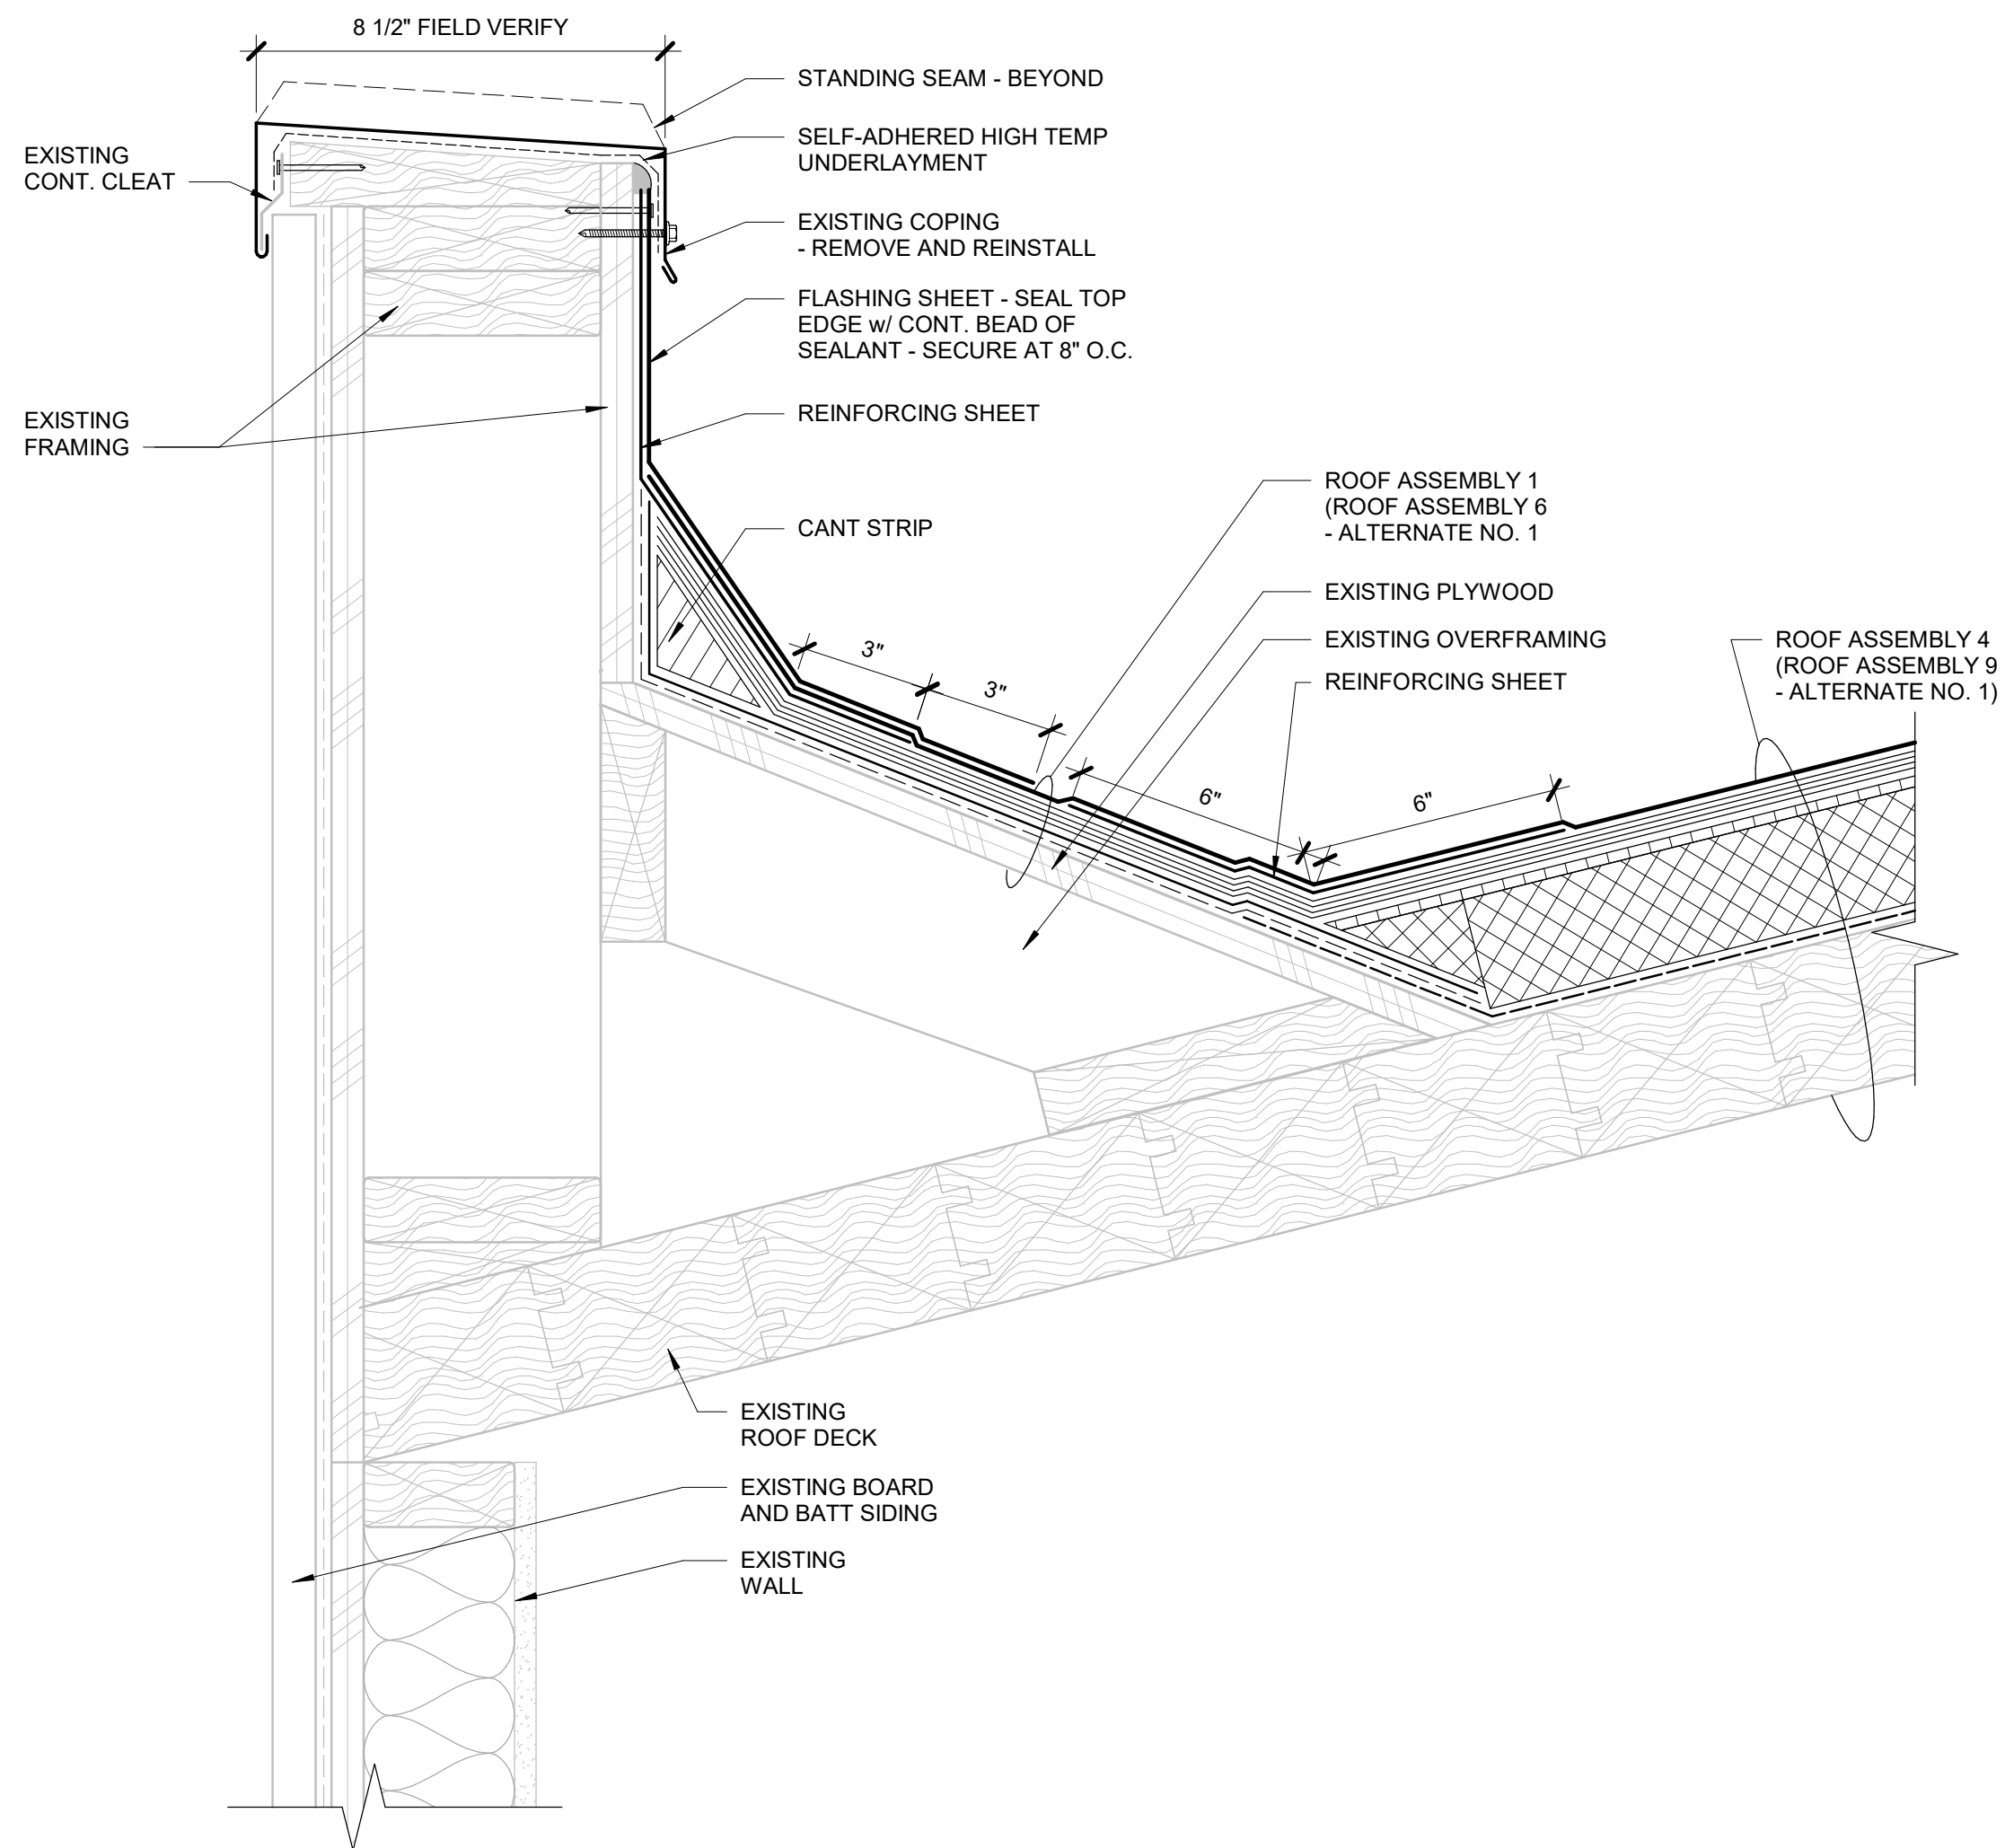 8 1/2" FIELD VERIFY
STANDING SEAM - BEYOND
SELF-ADHERED HIGH TEMP
UNDERLAYMENT
EXISTING
CONT. CLEAT
EXISTING COPING
- REMOVE AND REINSTALL
FLASHING SHEET - SEAL TOP
EDGE w/ CONT. BEAD OF
SEALANT - SECURE AT 8" O.C.
REINFORCING SHEET
EXISTING
FRAMING
CANT STRIP
ROOF ASSEMBLY 1
(ROOF ASSEMBLY 6
- ALTERNATE NO. 1
EXISTING PLYWOOD
EXISTING OVERFRAMING
REINFORCING SHEET
ROOF ASSEMBLY 4
(ROOF ASSEMBLY 9
- ALTERNATE NO. 1)
3"
3"
6"
6"
EXISTING
ROOF DECK
EXISTING BOARD
AND BATT SIDING
EXISTING
WALL